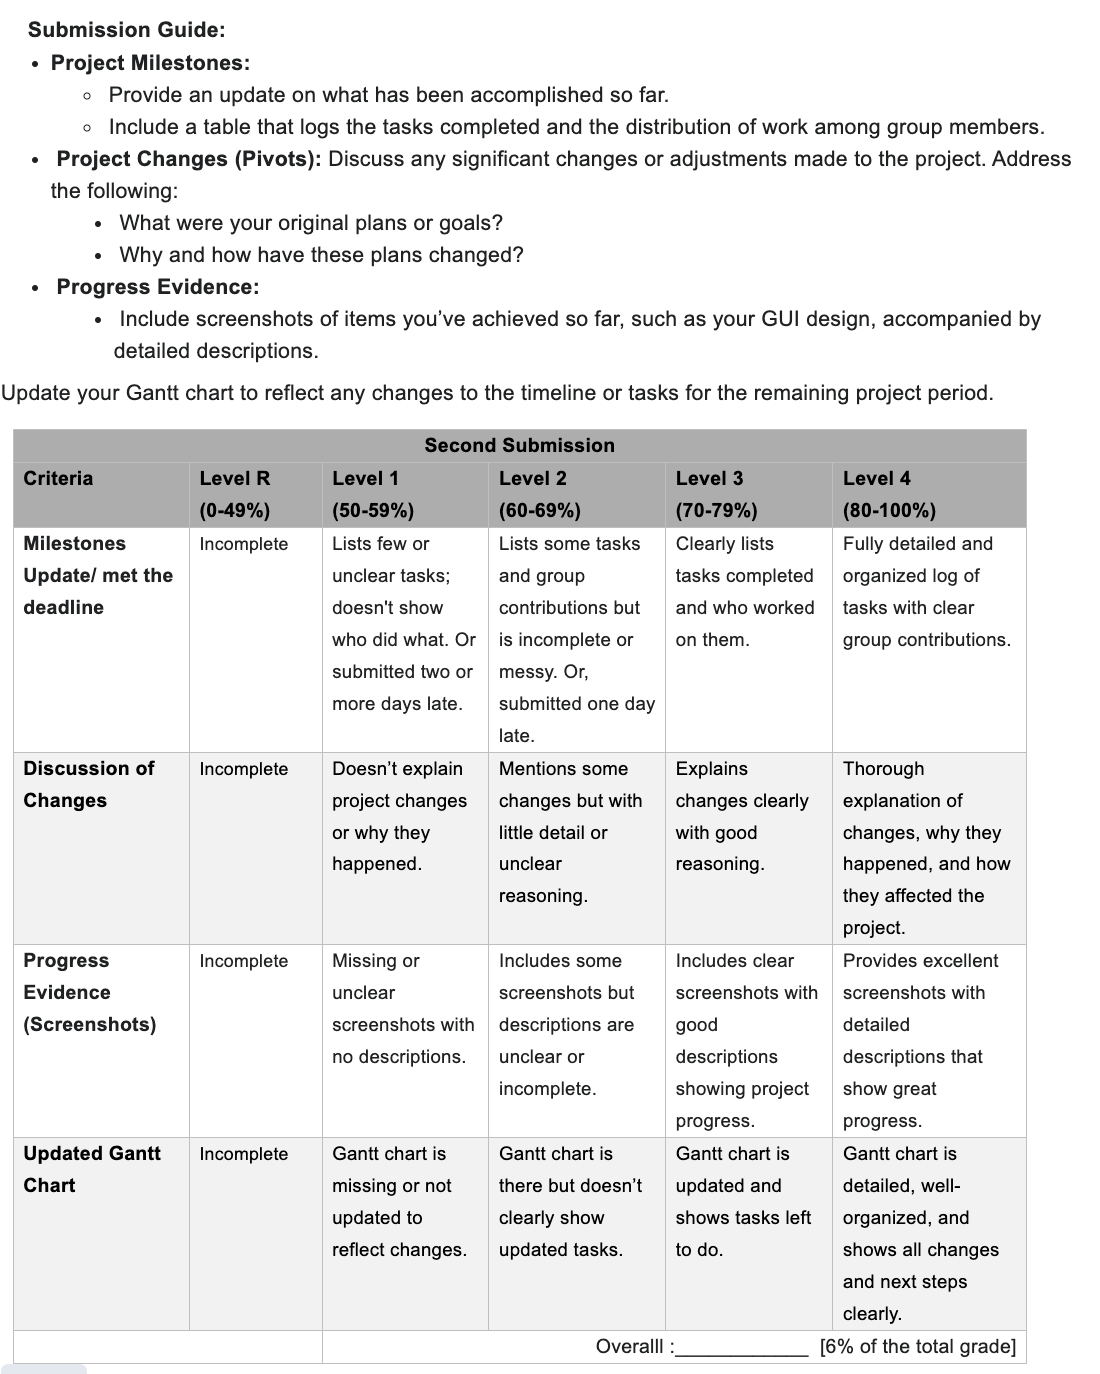 Submission Guide:
• Project Milestones:
○ Provide an update on what has been accomplished so far.
○ Include a table that logs the tasks completed and the distribution of work among group members.
• Project Changes (Pivots): Discuss any significant changes or adjustments made to the project. Address
the following:
• What were your original plans or goals?
• Why and how have these plans changed?
• Progress Evidence:
• Include screenshots of items you’ve achieved so far, such as your GUI design, accompanied by
detailed descriptions.
Update your Gantt chart to reflect any changes to the timeline or tasks for the remaining project period.
Second Submission
Criteria
Level R
(0-49%)
Level 1
(50-59%)
Level 2
(60-69%)
Level 3
(70-79%)
Level 4
(80-100%)
Milestones
Update/ met the
deadline
Incomplete
Lists few or
unclear tasks;
doesn't show
who did what. Or
submitted two or
more days late.
Lists some tasks
and group
contributions but
is incomplete or
messy. Or,
submitted one day
late.
Clearly lists
tasks completed
and who worked
on them.
Fully detailed and
organized log of
tasks with clear
group contributions.
Discussion of
Changes
Incomplete
Doesn’t explain
project changes
or why they
happened.
Mentions some
changes but with
little detail or
unclear
reasoning.
Explains
changes clearly
with good
reasoning.
Thorough
explanation of
changes, why they
happened, and how
they affected the
project.
Progress
Evidence
(Screenshots)
Incomplete
Missing or
unclear
screenshots with
no descriptions.
Includes some
screenshots but
descriptions are
unclear or
incomplete.
Includes clear
screenshots with
good
descriptions
showing project
progress.
Provides excellent
screenshots with
detailed
descriptions that
show great
progress.
Updated Gantt
Chart
Incomplete
Gantt chart is
missing or not
updated to
reflect changes.
Gantt chart is
there but doesn’t
clearly show
updated tasks.
Gantt chart is
updated and
shows tasks left
to do.
Gantt chart is
detailed, well-
organized, and
shows all changes
and next steps
clearly.
Overalll :____________ [6% of the total grade]